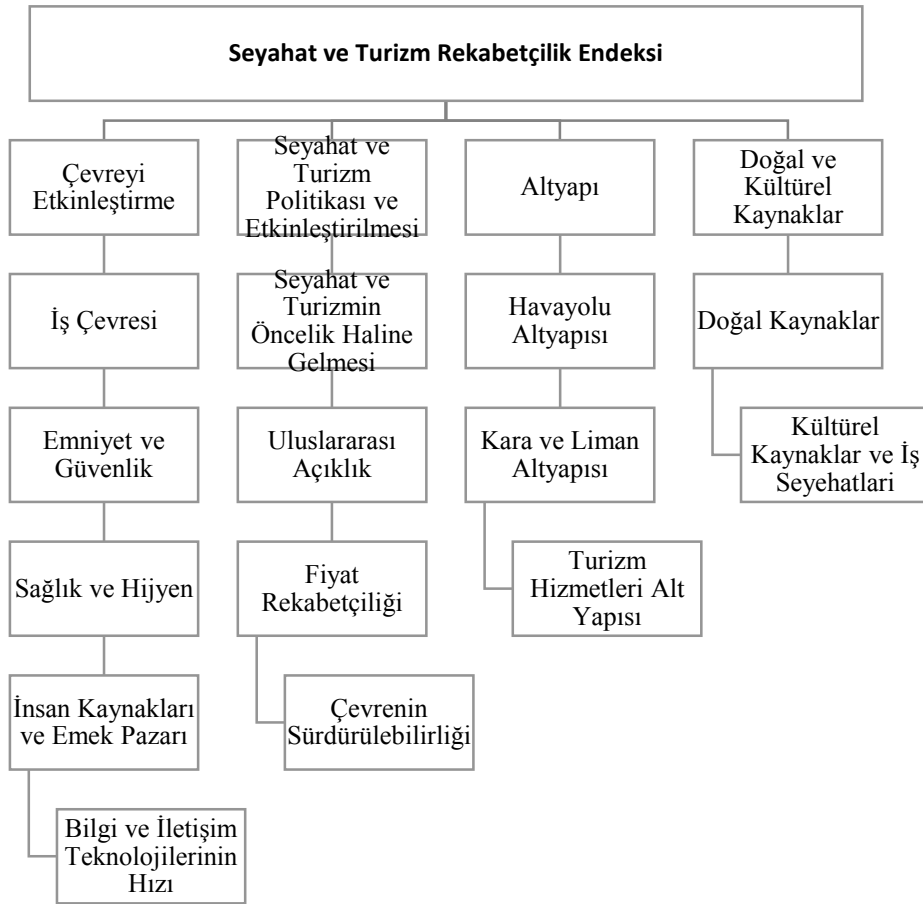 Seyahat ve Turizm Rekabetçilik Endeksi
Çevreyi
Etkinleştirme
İş Çevresi
Emniyet ve
Güvenlik
Sağlık ve Hijyen
İnsan Kaynakları
ve Emek Pazarı
Bilgi ve İletişim
Teknolojilerinin
Hızı
Seyahat ve
Turizm
Politikası ve
Etkinleştirilmesi
Seyahat ve
Turizmin
Öncelik Haline
Gelmesi
Uluslararası
Açıklık
Fiyat
Rekabetçiliği
Çevrenin
Sürdürülebilirliği
Altyapı
Havayolu
Altyapısı
Kara ve Liman
Altyapısı
Turizm
Hizmetleri Alt
Yapısı
Doğal ve
Kültürel
Kaynaklar
Doğal Kaynaklar
Kültürel
Kaynaklar ve İş
Seyehatlari